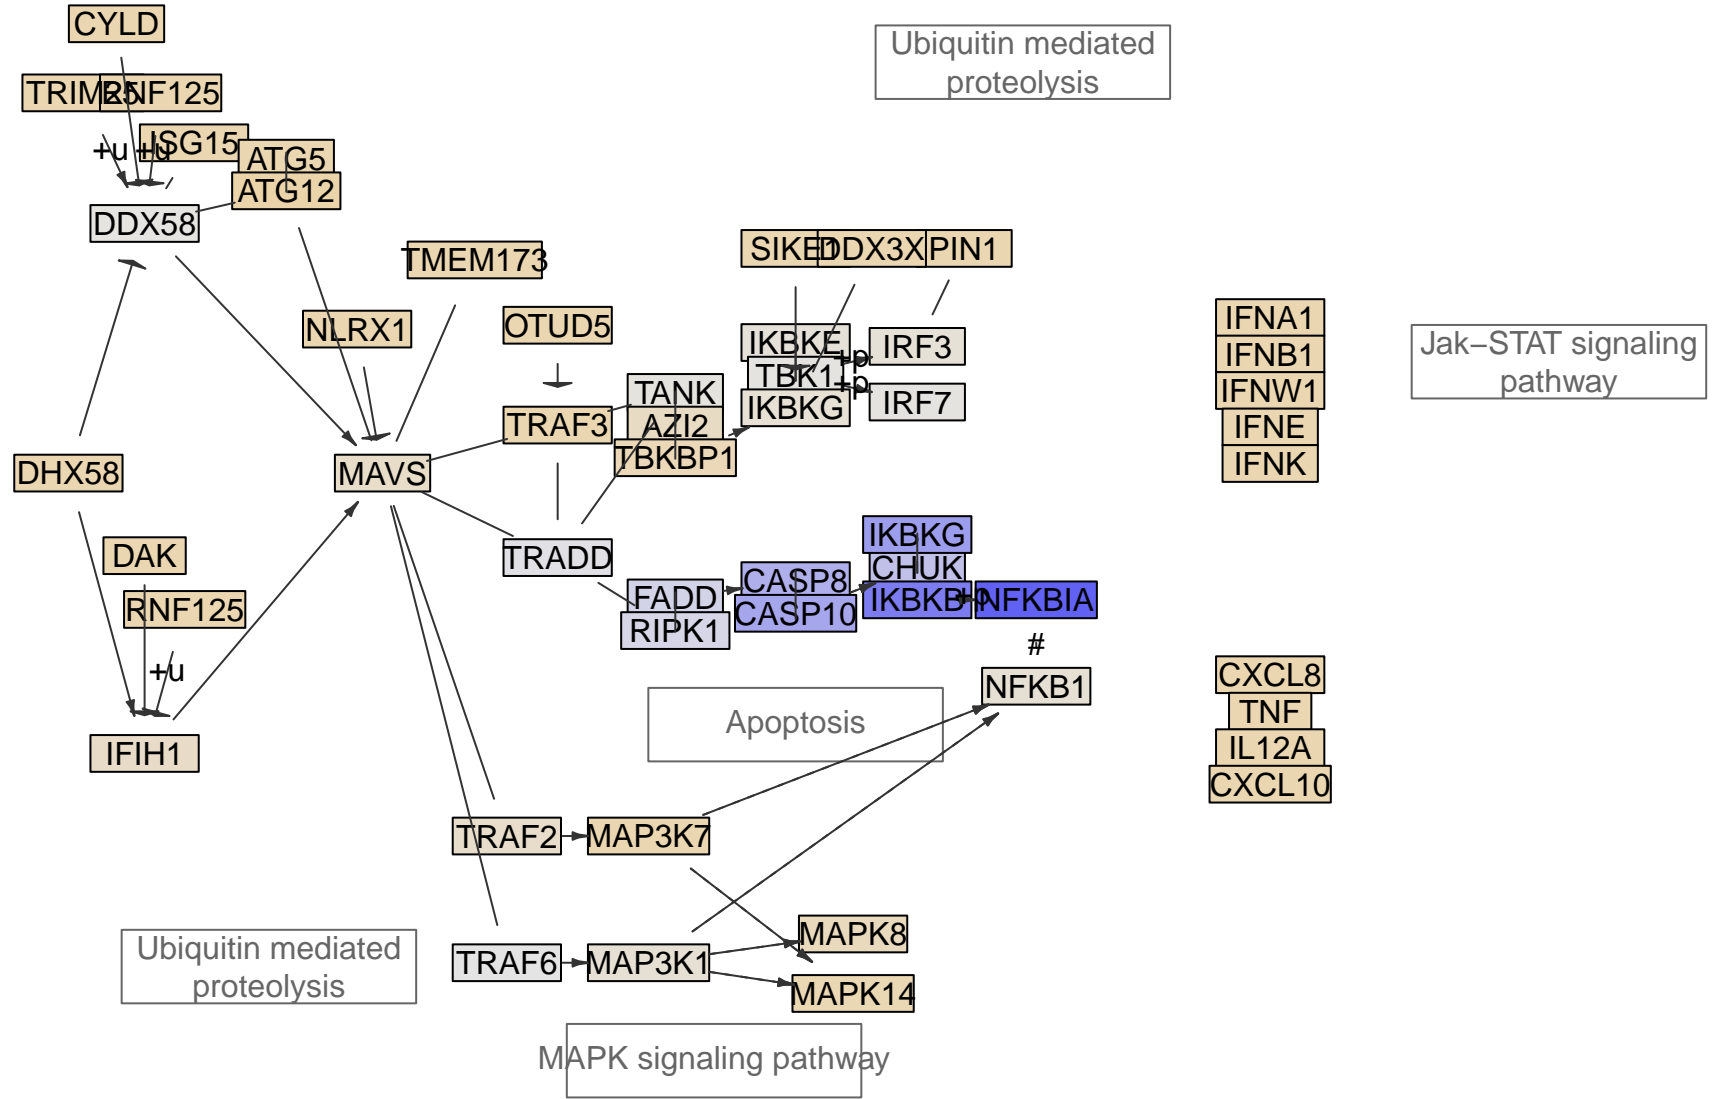 CYLD
Ubiquitin mediated
proteolysis
TRIM25
RNF125
ISG15
+u
+u
ATG5
ATG12
DDX58
TMEM173
SIKE1
DDX3X
PIN1
NLRX1
OTUD5
IKBKE
TBK1
IKBKG
+p
+p
IRF3
IRF7
IFNA1
IFNB1
IFNW1
IFNE
IFNK
Jak−STAT signaling
pathway
TANK
AZI2
TBKBP1
TRAF3
DHX58
MAVS
DAK
RNF125
+u
IFIH1
TRADD
FADD
RIPK1
CASP8
CASP10
IKBKG
CHUK
IKBKB
+p
NFKBIA
#
NFKB1
Apoptosis
CXCL8
TNF
IL12A
CXCL10
TRAF2
MAP3K7
TRAF6
MAP3K1
MAPK8
MAPK14
Ubiquitin mediated
proteolysis
MAPK signaling pathway